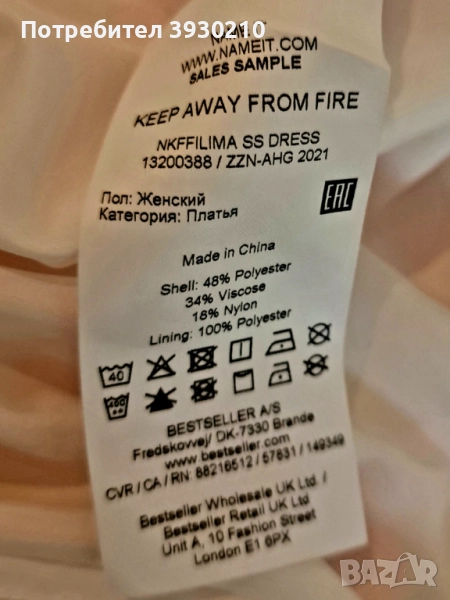 Потребител 3930210
NAME IT
WWW.NAMEIT.COM
SALES SAMPLE
KEEP AWAY FROM FIRE
NKFFILIMA SS DRESS
13200388 / ZZN-AHG 2021
Пол: Женский
Категория: Платья
EAC
Made in China
Shell: 48% Polyester
34% Viscose
18% Nylon
Lining: 100% Polyester
40
BESTSELLER A/S
Fredskovvej/ DK-7330 Brande
www.bestseller.com
CVR / CA / RN: 88216512 / 57831 / 149349
Bestseller Wholesale UK Ltd /
Bestseller Retail UK Ltd
Unit A, 10 Fashion Street
London E1 6PX
BAZAR